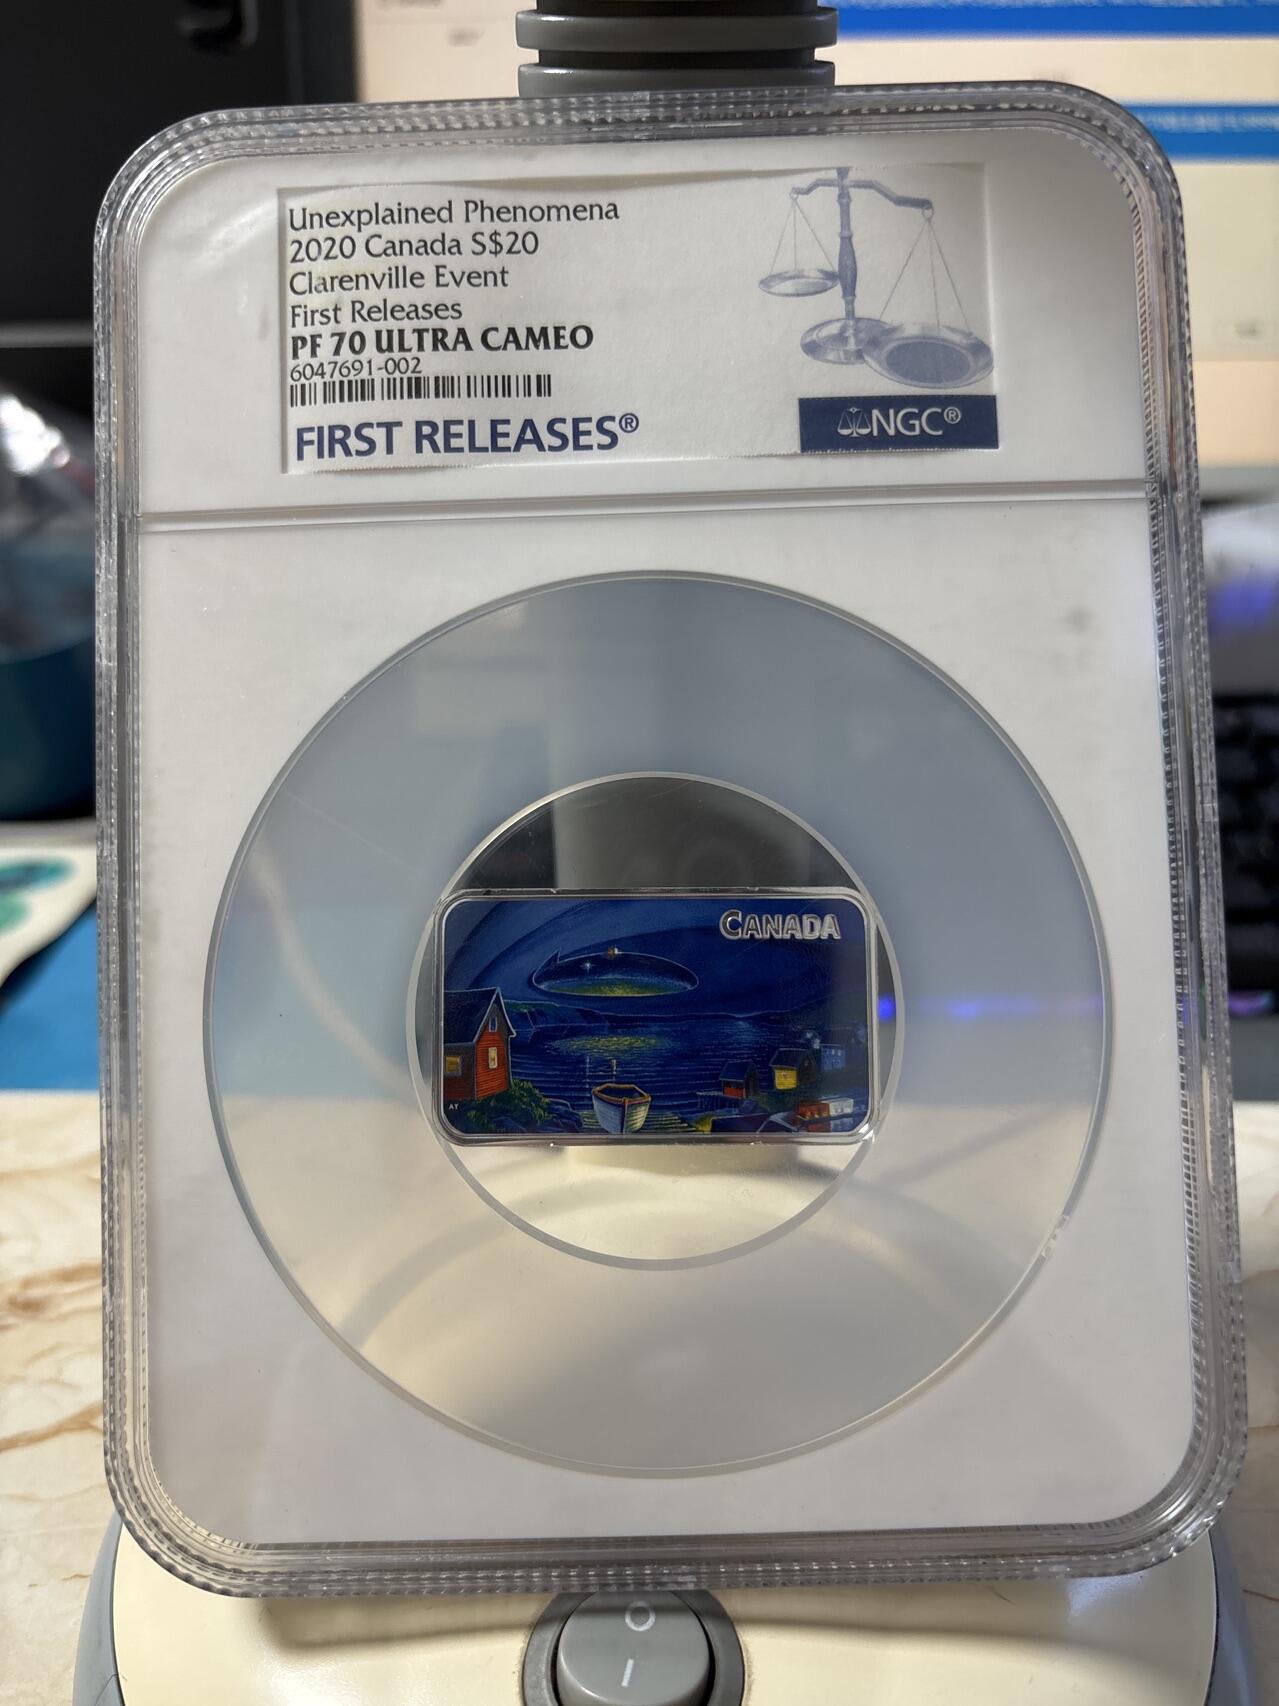 Unexplained Phenomena
2020 Canada S$20
Clarenville Event
First Releases
PF 70 ULTRA CAMEO
6047691-002
FIRST RELEASES®
NGC®
CANADA
AY